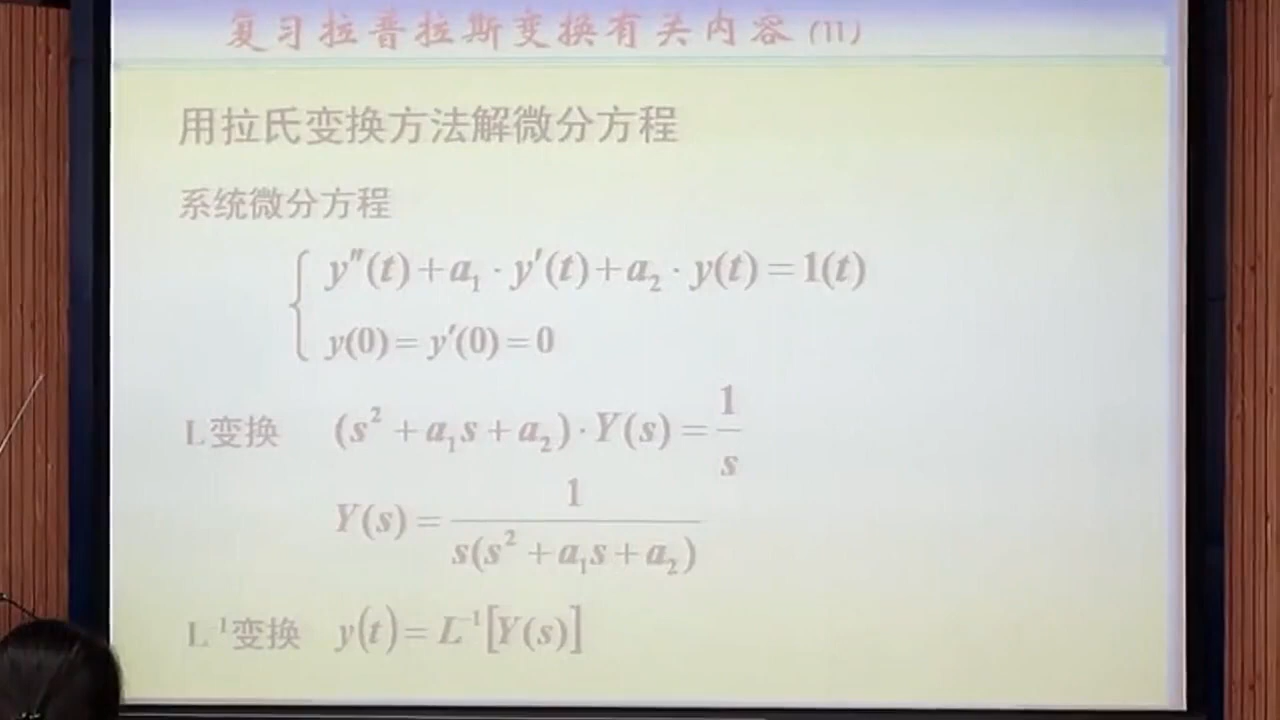 复习拉普拉斯变换有关内容 (11)
用拉氏变换方法解微分方程
系统微分方程
y″(t)+a₁·y′(t)+a₂·y(t)=1(t)
y(0)=y′(0)=0
L变换 (s²+a₁s+a₂)·Y(s)=1/s
Y(s)=1/(s(s²+a₁s+a₂))
L⁻¹变换 y(t)=L⁻¹[Y(s)]